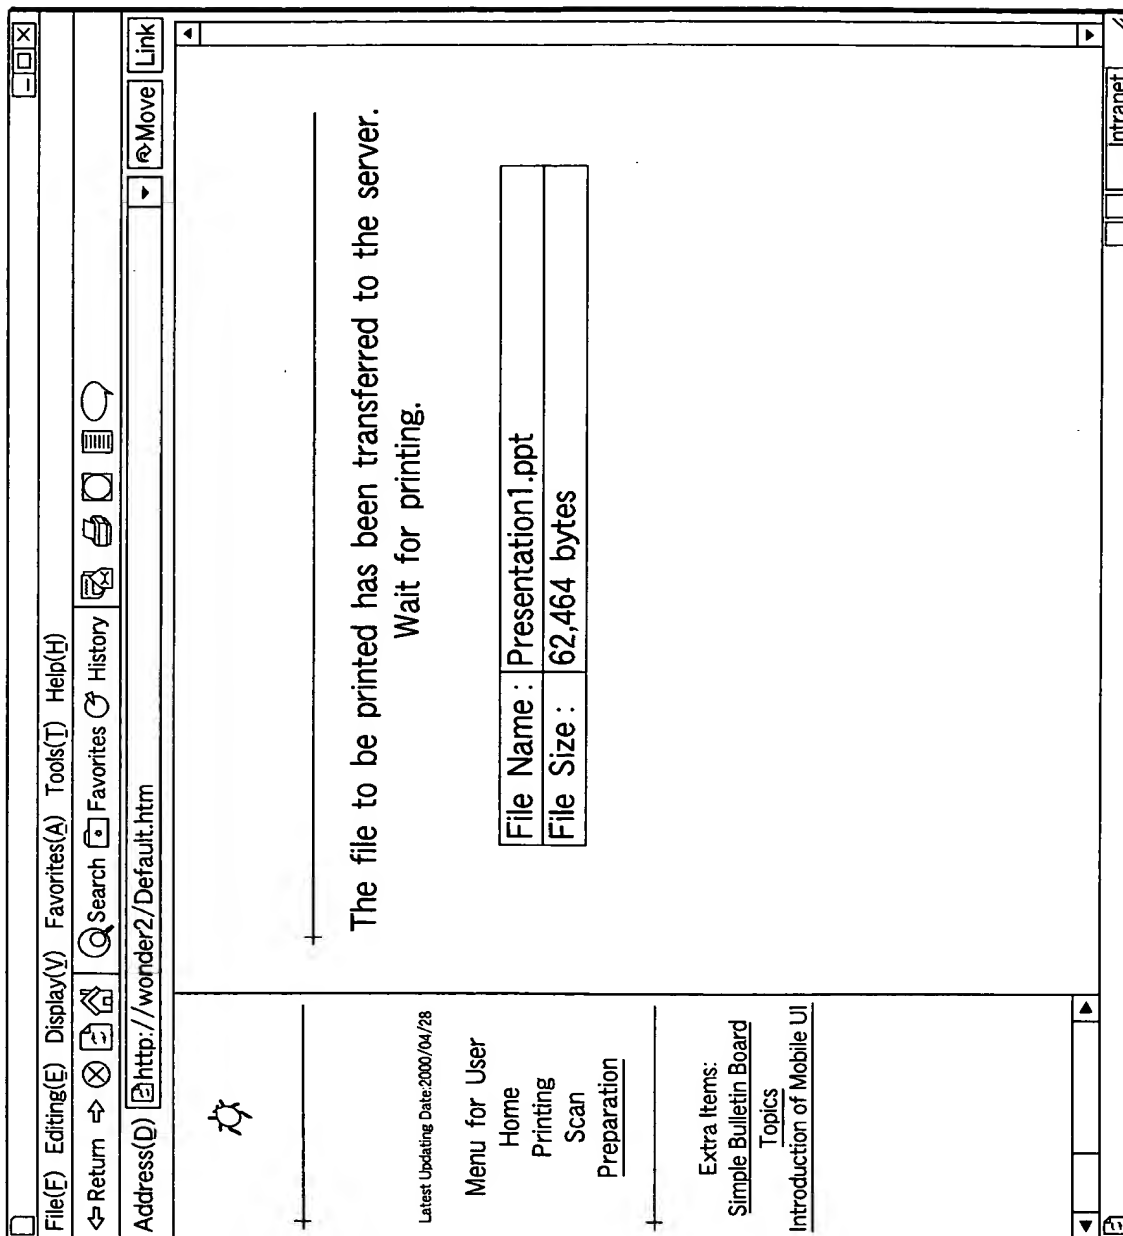 File(F) Editing(E) Display(V) Favorites(A) Tools(T) Help(H)
Return Search Favorites History
Address(D) http://wonder2/Default.htm Move Link
Latest Updating Date:2000/04/28
Menu for User
Home
Printing
Scan
Preparation
Extra Items:
Simple Bulletin Board
Topics
Introduction of Mobile UI
The file to be printed has been transferred to the server.
Wait for printing.
File Name : Presentation1.ppt
File Size : 62,464 bytes
Intranet